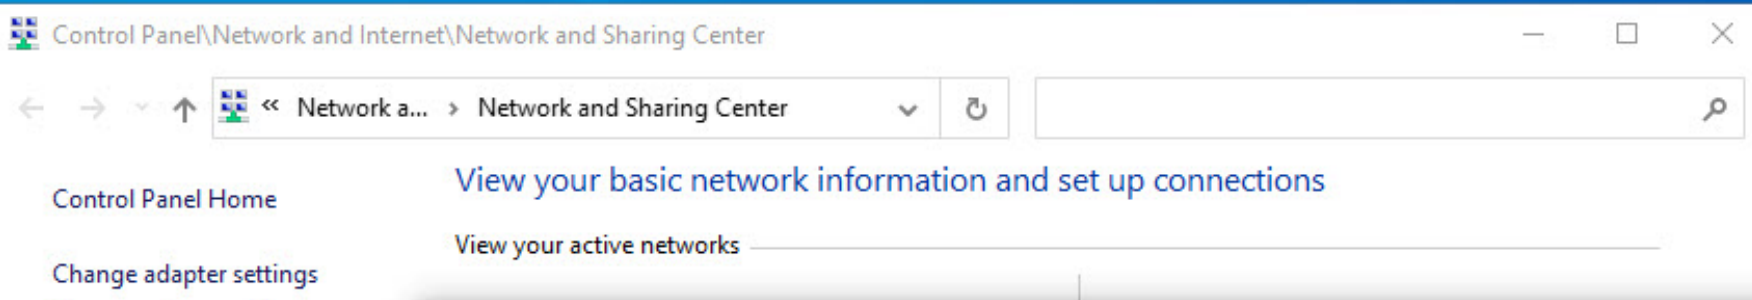 Control Panel\Network and Internet\Network and Sharing Center
« Network a... › Network and Sharing Center
View your basic network information and set up connections
Control Panel Home
View your active networks
Change adapter settings